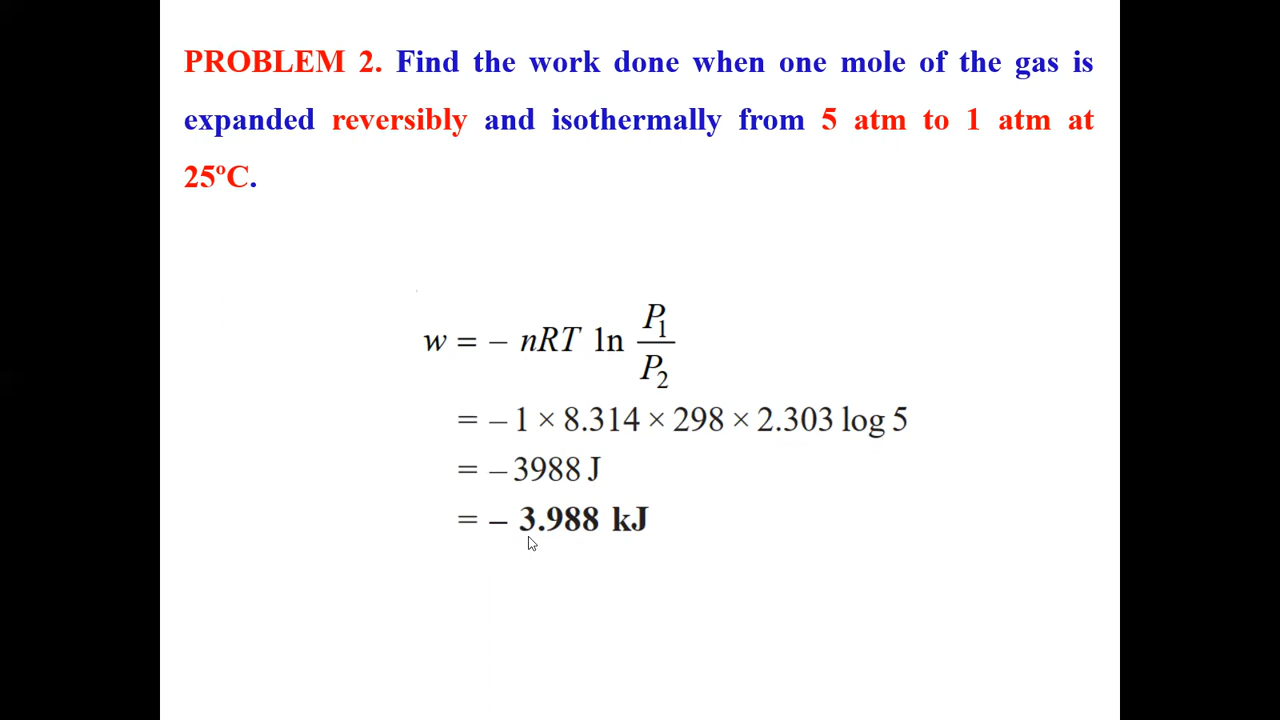 PROBLEM 2. Find the work done when one mole of the gas is
expanded reversibly and isothermally from 5 atm to 1 atm at
25ºC.
w = – nRT ln P₁/P₂
= – 1 × 8.314 × 298 × 2.303 log 5
= – 3988 J
= – 3.988 kJ